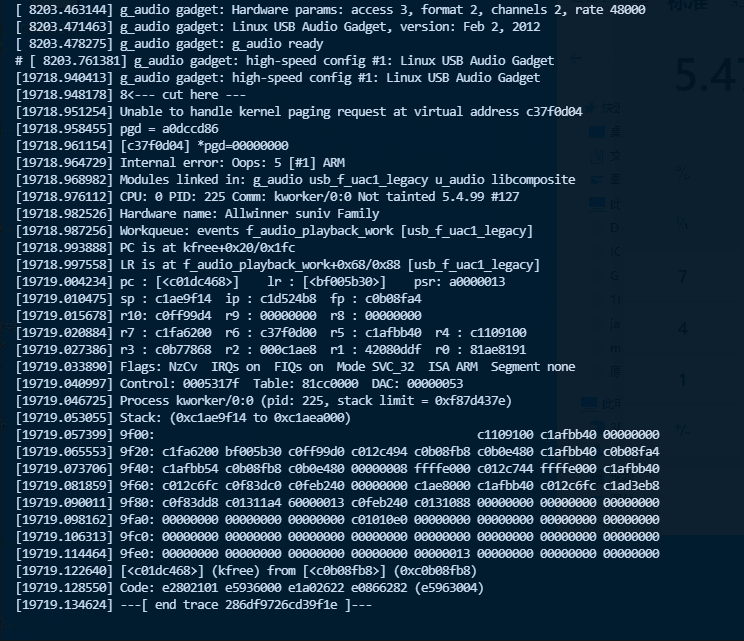 [ 8203.463144] g_audio gadget: Hardware params: access 3, format 2, channels 2, rate 48000
[ 8203.471463] g_audio gadget: Linux USB Audio Gadget, version: Feb 2, 2012
[ 8203.478275] g_audio gadget: g_audio ready
# [ 8203.761381] g_audio gadget: high-speed config #1: Linux USB Audio Gadget
[19718.940413] g_audio gadget: high-speed config #1: Linux USB Audio Gadget
[19718.948178] 8<--- cut here ---
[19718.951254] Unable to handle kernel paging request at virtual address c37f0d04
[19718.958455] pgd = a0dccd86
[19718.961154] [c37f0d04] *pgd=00000000
[19718.964729] Internal error: Oops: 5 [#1] ARM
[19718.968982] Modules linked in: g_audio usb_f_uac1_legacy u_audio libcomposite
[19718.976112] CPU: 0 PID: 225 Comm: kworker/0:0 Not tainted 5.4.99 #127
[19718.982526] Hardware name: Allwinner suniv Family
[19718.987256] Workqueue: events f_audio_playback_work [usb_f_uac1_legacy]
[19718.993888] PC is at kfree+0x20/0x1fc
[19718.997558] LR is at f_audio_playback_work+0x68/0x88 [usb_f_uac1_legacy]
[19719.004234] pc : [<c01dc468>]    lr : [<bf005b30>]    psr: a0000013
[19719.010475] sp : c1ae9f14  ip : c1d524b8  fp : c0b08fa4
[19719.015678] r10: c0ff99d4  r9 : 00000000  r8 : 00000000
[19719.020884] r7 : c1fa6200  r6 : c37f0d00  r5 : c1afbb40  r4 : c1109100
[19719.027386] r3 : c0b77868  r2 : 000c1ae8  r1 : 42080ddf  r0 : 81ae8191
[19719.033890] Flags: NzCv  IRQs on  FIQs on  Mode SVC_32  ISA ARM  Segment none
[19719.040997] Control: 0005317f  Table: 81cc0000  DAC: 00000053
[19719.046725] Process kworker/0:0 (pid: 225, stack limit = 0xf87d437e)
[19719.053055] Stack: (0xc1ae9f14 to 0xc1aea000)
[19719.057399] 9f00:                                              c1109100 c1afbb40 00000000
[19719.065553] 9f20: c1fa6200 bf005b30 c0ff99d0 c012c494 c0b08fb8 c0b0e480 c1afbb40 c0b08fa4
[19719.073706] 9f40: c1afbb54 c0b08fb8 c0b0e480 00000008 ffffe000 c012c744 ffffe000 c1afbb40
[19719.081859] 9f60: c012c6fc c0f83dc0 c0feb240 00000000 c1ae8000 c1afbb40 c012c6fc c1ad3eb8
[19719.090011] 9f80: c0f83dd8 c01311a4 60000013 c0feb240 c0131088 00000000 00000000 00000000
[19719.098162] 9fa0: 00000000 00000000 00000000 c01010e0 00000000 00000000 00000000 00000000
[19719.106313] 9fc0: 00000000 00000000 00000000 00000000 00000000 00000000 00000000 00000000
[19719.114464] 9fe0: 00000000 00000000 00000000 00000000 00000013 00000000 00000000 00000000
[19719.122640] [<c01dc468>] (kfree) from [<c0b08fb8>] (0xc0b08fb8)
[19719.128550] Code: e2802101 e5936000 e1a02622 e0866282 (e5963004)
[19719.134624] ---[ end trace 286df9726cd39f1e ]---
标准
5.4
7
4
1